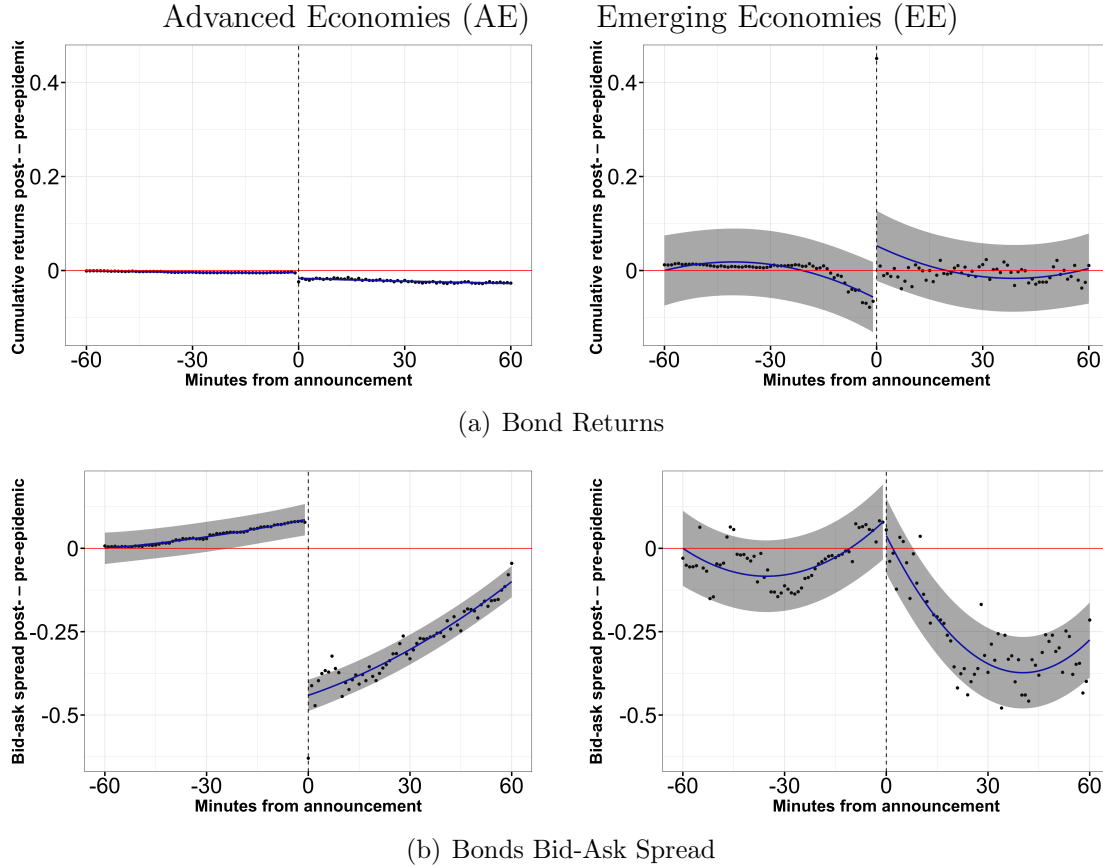 Advanced Economies (AE)
Emerging Economies (EE)
Cumulative returns post- – pre-epidemic
0.4
0.2
0
-60
-30
0
30
60
Minutes from announcement
Cumulative returns post- – pre-epidemic
0.4
0.2
0
-60
-30
0
30
60
Minutes from announcement
(a) Bond Returns
Bid-ask spread post- – pre-epidemic
0
-0.25
-0.5
-60
-30
0
30
60
Minutes from announcement
Bid-ask spread post- – pre-epidemic
0
-0.25
-0.5
-60
-30
0
30
60
Minutes from announcement
(b) Bonds Bid-Ask Spread